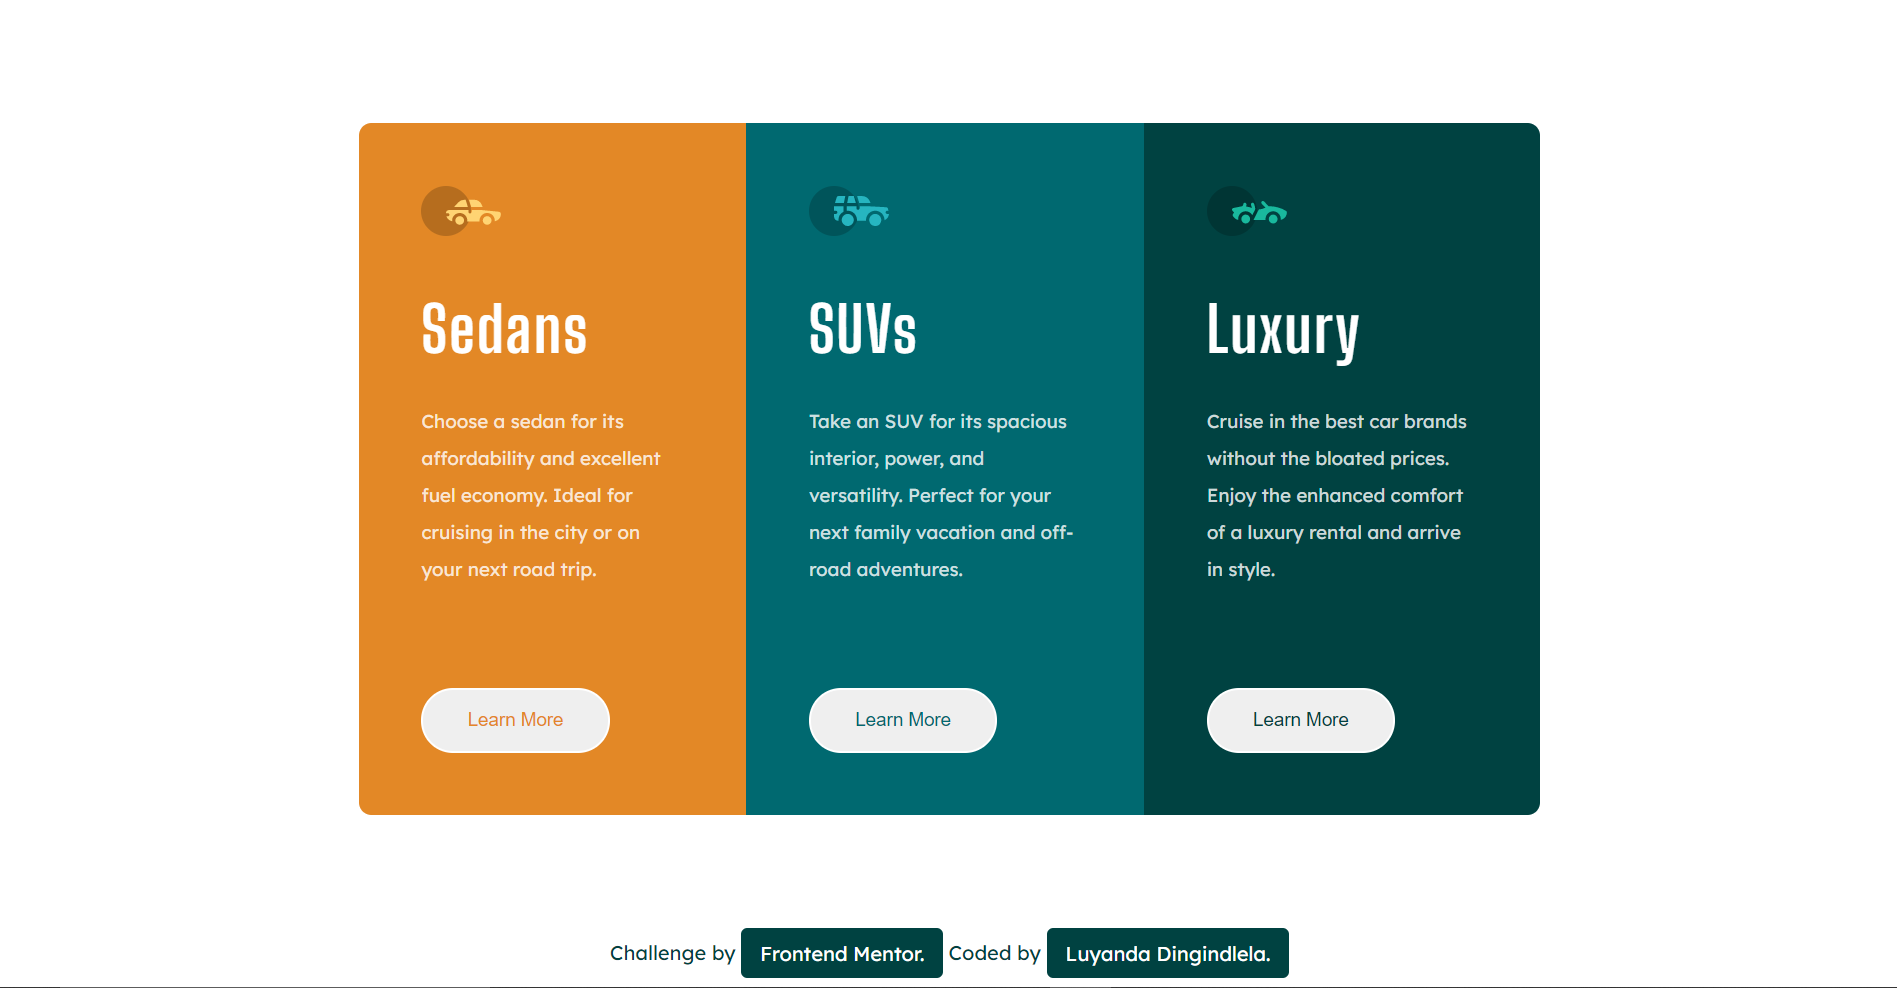 Sedans
Choose a sedan for its
affordability and excellent
fuel economy. Ideal for
cruising in the city or on
your next road trip.
Learn More
SUVs
Take an SUV for its spacious
interior, power, and
versatility. Perfect for your
next family vacation and off-
road adventures.
Learn More
Luxury
Cruise in the best car brands
without the bloated prices.
Enjoy the enhanced comfort
of a luxury rental and arrive
in style.
Learn More
Challenge by Frontend Mentor. Coded by Luyanda Dingindlela.